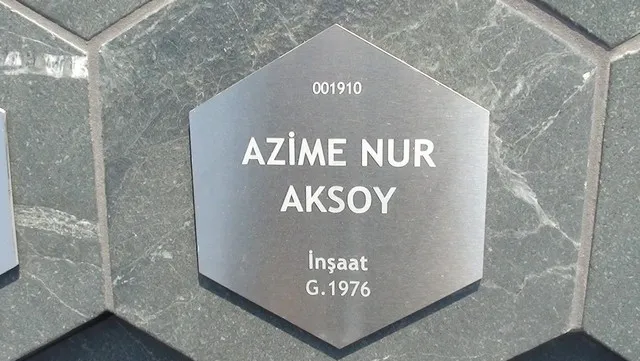 001910
AZİME NUR
AKSOY
İnşaat
G.1976